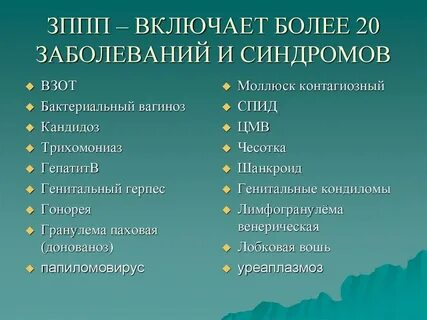 ЗППП – ВКЛЮЧАЕТ БОЛЕЕ 20
ЗАБОЛЕВАНИЙ И СИНДРОМОВ
ВЗОТ
Бактериальный вагиноз
Кандидоз
Трихомониаз
ГепатитВ
Генитальный герпес
Гонорея
Гранулема паховая
(донованоз)
папиломовирус
Моллюск контагиозный
СПИД
ЦМВ
Чесотка
Шанкроид
Генитальные кондиломы
Лимфогранулёма
венерическая
Лобковая вошь
уреаплазмоз